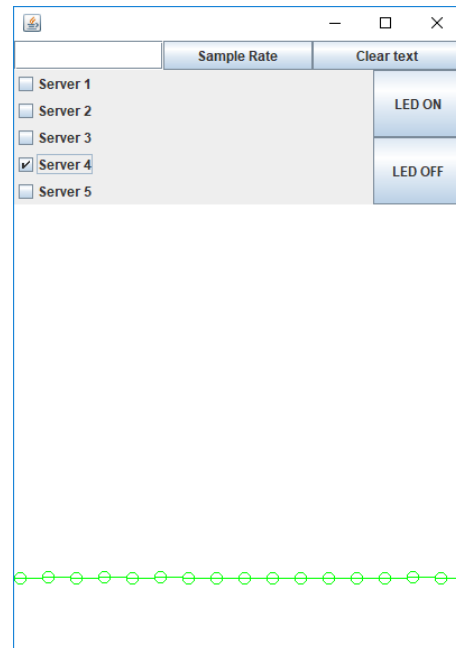 Sample Rate Clear text
Server 1
LED ON
Server 2
Server 3
Server 4
LED OFF
Server 5